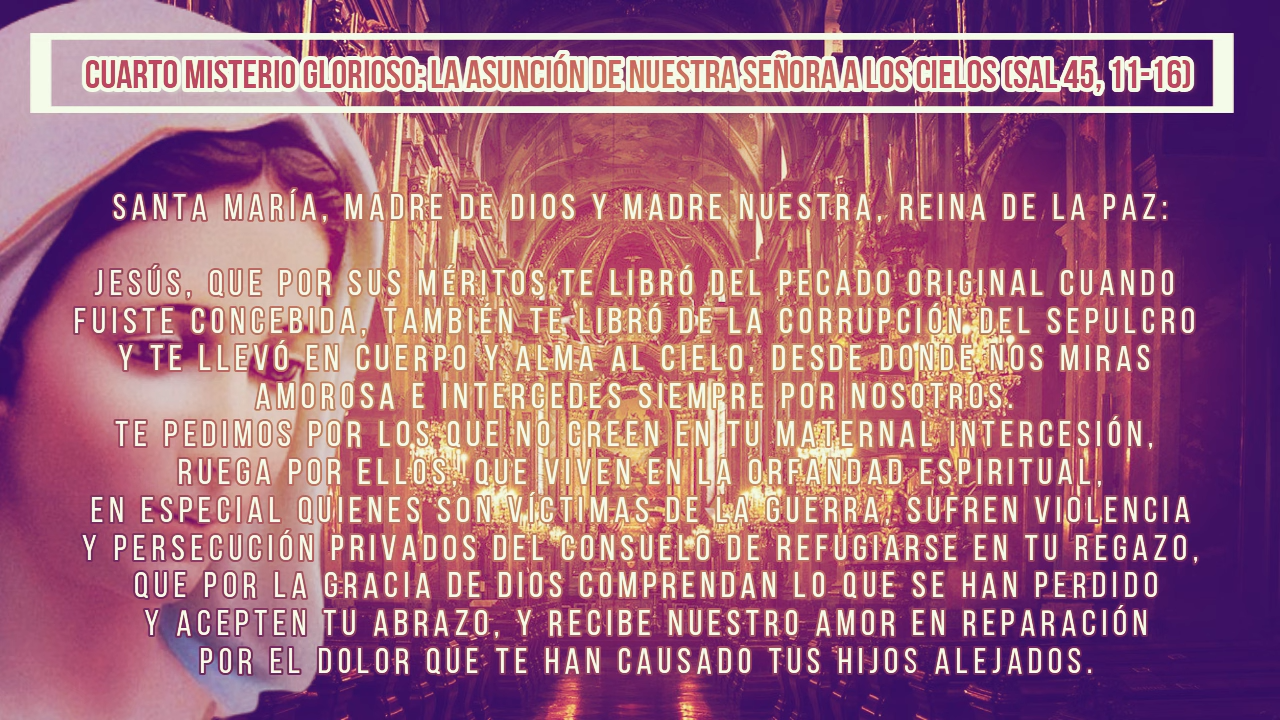 CUARTO MISTERIO GLORIOSO: LA ASUNCIÓN DE NUESTRA SEÑORA A LOS CIELOS (SAL 45, 11-16)
SANTA MARÍA, MADRE DE DIOS Y MADRE NUESTRA, REINA DE LA PAZ:
JESÚS, QUE POR SUS MÉRITOS TE LIBRÓ DEL PECADO ORIGINAL CUANDO
FUISTE CONCEBIDA, TAMBIÉN TE LIBRÓ DE LA CORRUPCIÓN DEL SEPULCRO
Y TE LLEVÓ EN CUERPO Y ALMA AL CIELO, DESDE DONDE NOS MIRAS
AMOROSA E INTERCEDES SIEMPRE POR NOSOTROS.
TE PEDIMOS POR LOS QUE NO CREEN EN TU MATERNAL INTERCESIÓN,
RUEGA POR ELLOS, QUE VIVEN EN LA ORFANDAD ESPIRITUAL,
EN ESPECIAL QUIENES SON VÍCTIMAS DE LA GUERRA, SUFREN VIOLENCIA
Y PERSECUCIÓN PRIVADOS DEL CONSUELO DE REFUGIARSE EN TU REGAZO,
QUE POR LA GRACIA DE DIOS COMPRENDAN LO QUE SE HAN PERDIDO
Y ACEPTEN TU ABRAZO, Y RECIBE NUESTRO AMOR EN REPARACIÓN
POR EL DOLOR QUE TE HAN CAUSADO TUS HIJOS ALEJADOS.